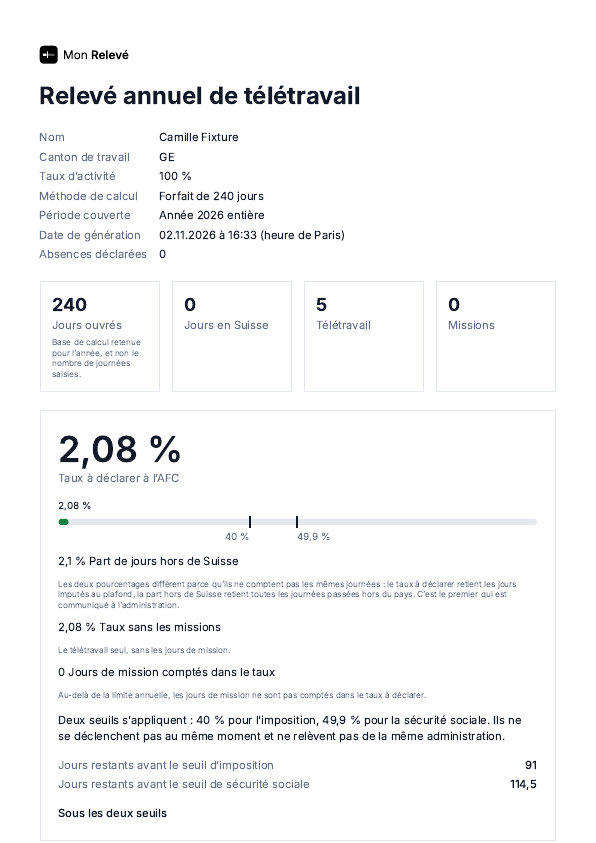 Mon Relevé
Relevé annuel de télétravail
Nom Camille Fixture
Canton de travail GE
Taux d'activité 100 %
Méthode de calcul Forfait de 240 jours
Période couverte Année 2026 entière
Date de génération 02.11.2026 à 16:33 (heure de Paris)
Absences déclarées 0
240
Jours ouvrés
Base de calcul retenue
pour l'année, et non le
nombre de journées
saisies.
0
Jours en Suisse
5
Télétravail
0
Missions
2,08 %
Taux à déclarer à l'AFC
2,08 %
40 % 49,9 %
2,1 % Part de jours hors de Suisse
Les deux pourcentages diffèrent parce qu'ils ne comptent pas les mêmes journées : le taux à déclarer retient les jours
imputés au plafond, la part hors de Suisse retient toutes les journées passées hors du pays. C'est le premier qui est
communiqué à l'administration.
2,08 % Taux sans les missions
Le télétravail seul, sans les jours de mission.
0 Jours de mission comptés dans le taux
Au-delà de la limite annuelle, les jours de mission ne sont pas comptés dans le taux à déclarer.
Deux seuils s'appliquent : 40 % pour l'imposition, 49,9 % pour la sécurité sociale. Ils ne
se déclenchent pas au même moment et ne relèvent pas de la même administration.
Jours restants avant le seuil d'imposition 91
Jours restants avant le seuil de sécurité sociale 114,5
Sous les deux seuils